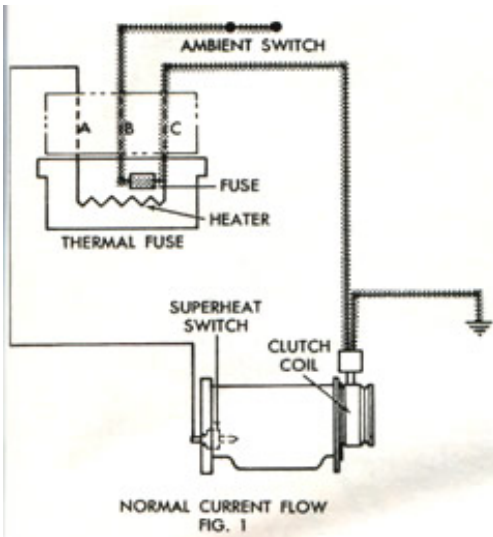 AMBIENT SWITCH
A
B
C
FUSE
HEATER
THERMAL FUSE
SUPERHEAT
SWITCH
CLUTCH
COIL
NORMAL CURRENT FLOW
FIG. 1